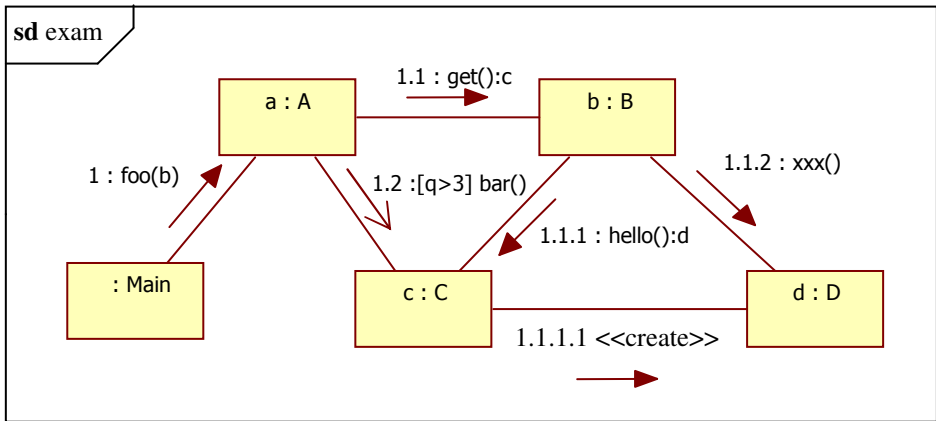 sd exam
1.1 : get():c
a : A
b : B
1 : foo(b)
1.2 :[q>3] bar()
1.1.2 : xxx()
1.1.1 : hello():d
: Main
c : C
d : D
1.1.1.1 <<create>>